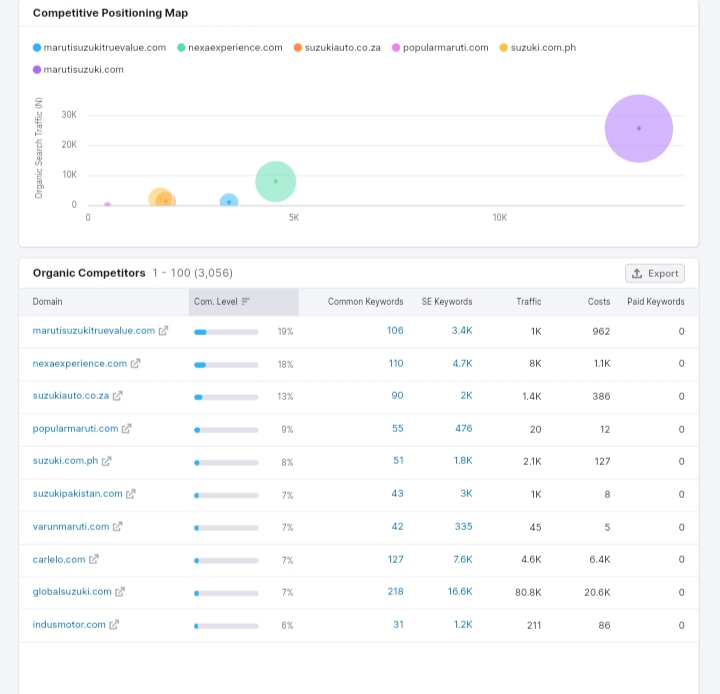 Competitive Positioning Map
marutisuzukitruevalue.com nexaexperience.com suzukiauto.co.za popularmaruti.com suzuki.com.ph
marutisuzuki.com
Organic Search Traffic (N)
30K
20K
10K
0
0 5K 10K
Organic Competitors 1 - 100 (3,056) Export
Domain Com. Level Common Keywords SE Keywords Traffic Costs Paid Keywords
marutisuzukitruevalue.com 19% 106 3.4K 1K 962 0
nexaexperience.com 18% 110 4.7K 8K 1.1K 0
suzukiauto.co.za 13% 90 2K 1.4K 386 0
popularmaruti.com 9% 55 476 20 12 0
suzuki.com.ph 8% 51 1.8K 2.1K 127 0
suzukipakistan.com 7% 43 3K 1K 8 0
varunmaruti.com 7% 42 335 45 5 0
carlelo.com 7% 127 7.6K 4.6K 6.4K 0
globalsuzuki.com 7% 218 16.6K 80.8K 20.6K 0
indusmotor.com 6% 31 1.2K 211 86 0